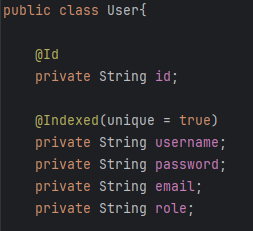 public class User{
@Id
private String id;
@Indexed(unique = true)
private String username;
private String password;
private String email;
private String role;